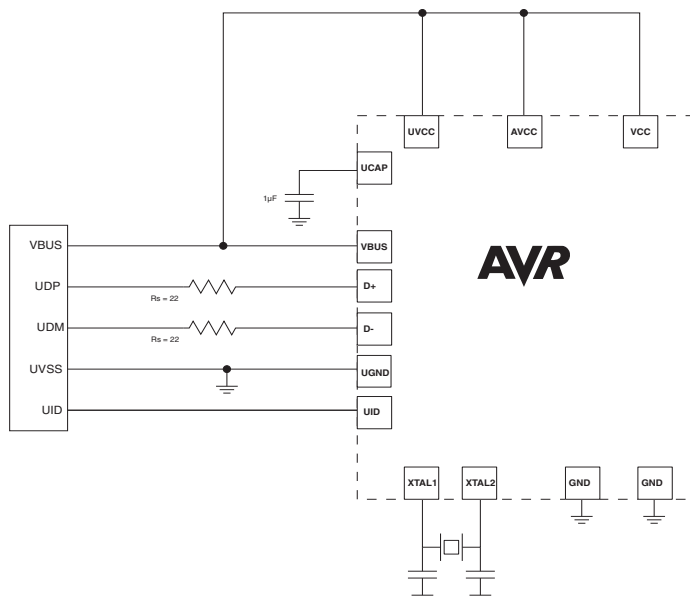 UVCC
AVCC
VCC
UCAP
1µF
VBUS
VBUS
AVR
UDP
D+
Rs = 22
UDM
D-
Rs = 22
UVSS
UGND
UID
UID
XTAL1
XTAL2
GND
GND